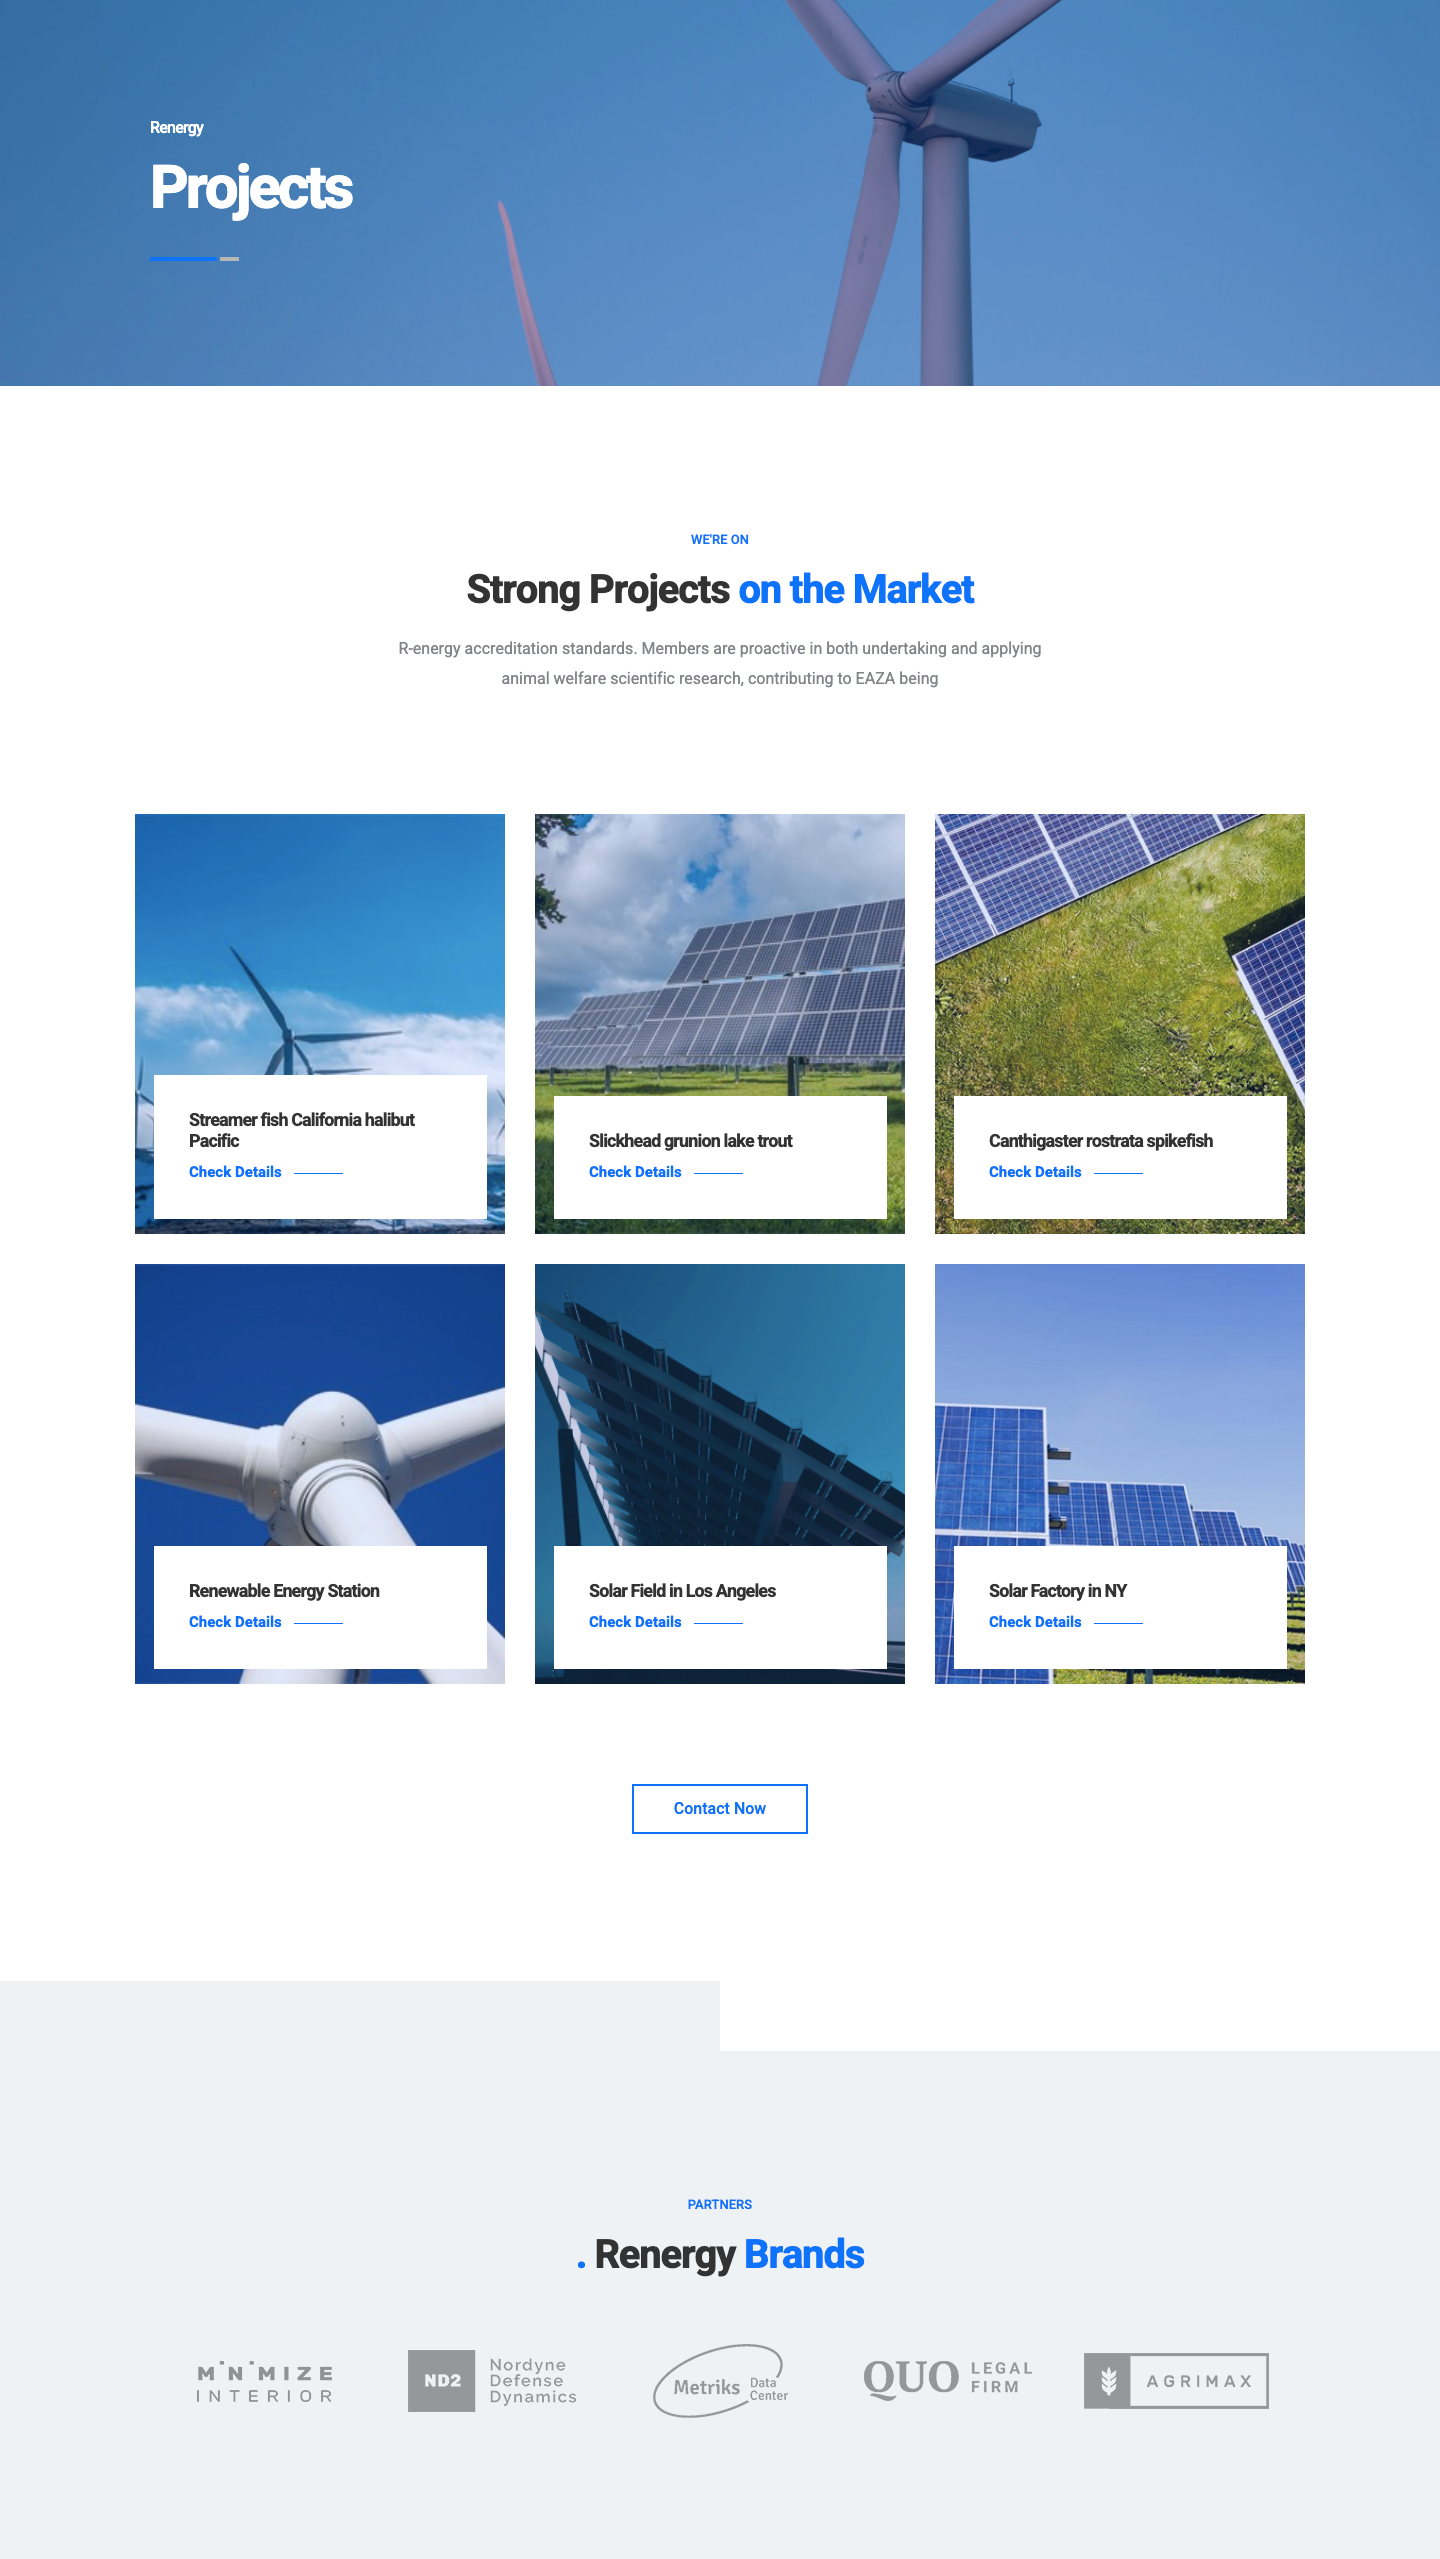 Renergy
Projects
WE'RE ON
Strong Projects on the Market
R-energy accreditation standards. Members are proactive in both undertaking and applying
animal welfare scientific research, contributing to EAZA being
Streamer fish California halibut
Pacific
Check Details
Slickhead grunion lake trout
Check Details
Canthigaster rostrata spikefish
Check Details
Renewable Energy Station
Check Details
Solar Field in Los Angeles
Check Details
Solar Factory in NY
Check Details
Contact Now
PARTNERS
. Renergy Brands
MINIMIZE
INTERIOR
ND2
Nordyne
Defense
Dynamics
Metriks Data
Center
QUO LEGAL
FIRM
AGRIMAX